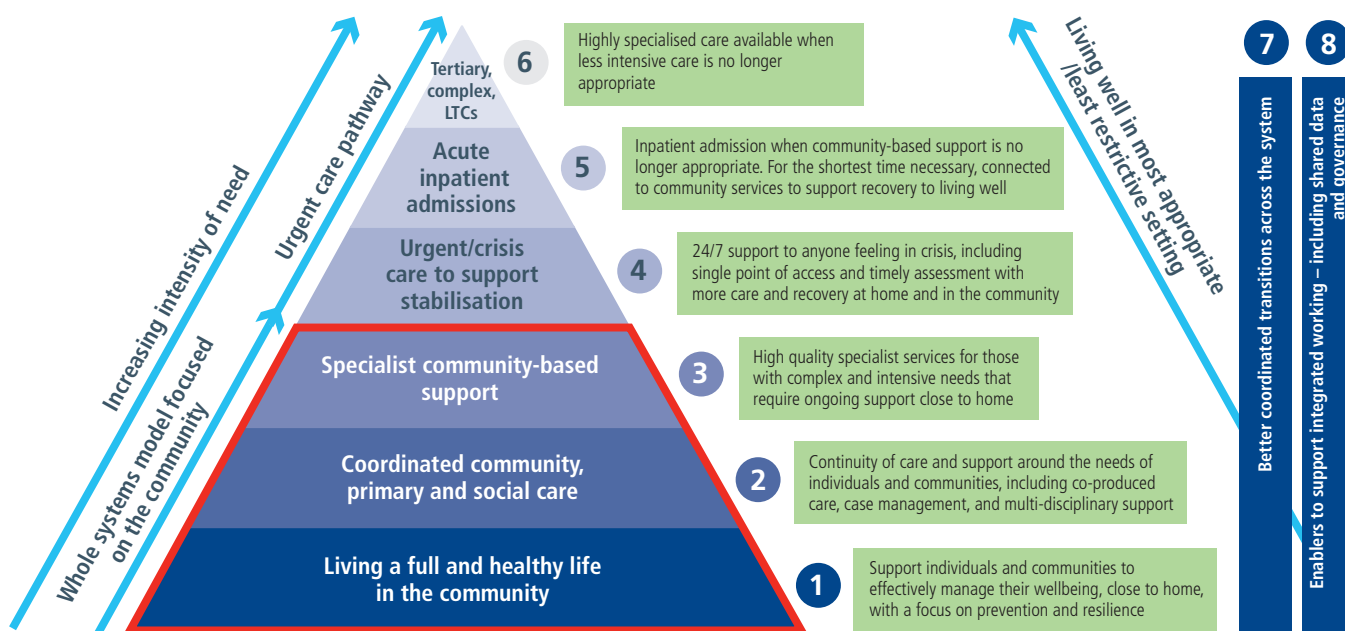 Increasing intensity of need
Urgent care pathway
Whole systems model focused
on the community
Tertiary,
complex,
LTCs
6
Highly specialised care available when
less intensive care is no longer
appropriate
Acute
inpatient
admissions
5
Inpatient admission when community-based support is no
longer appropriate. For the shortest time necessary, connected
to community services to support recovery to living well
Urgent/crisis
care to support
stabilisation
4
24/7 support to anyone feeling in crisis, including
single point of access and timely assessment with
more care and recovery at home and in the community
Specialist community-based
support
3
High quality specialist services for those
with complex and intensive needs that
require ongoing support close to home
Coordinated community,
primary and social care
2
Continuity of care and support around the needs of
individuals and communities, including co-produced
care, case management, and multi-disciplinary support
Living a full and healthy life
in the community
1
Support individuals and communities to
effectively manage their wellbeing, close to home,
with a focus on prevention and resilience
Living well in most appropriate
/least restrictive setting
7
Better coordinated transitions across the system
8
Enablers to support integrated working – including shared data
and governance